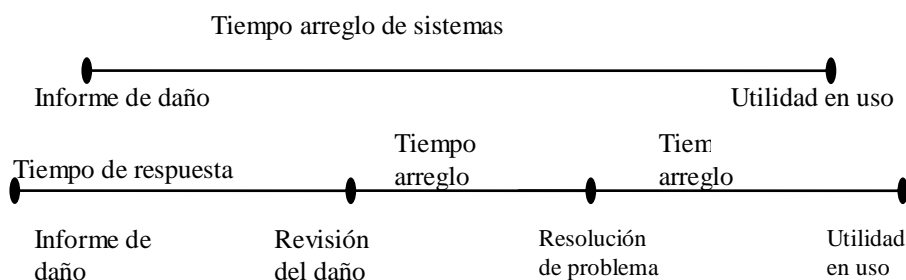 Tiempo arreglo de sistemas
Informe de daño
Utilidad en uso
Tiempo de respuesta
Tiempo
arreglo
arreglo
Informe de
daño
Revisión
del daño
Resolución
de problema
Utilidad
en uso